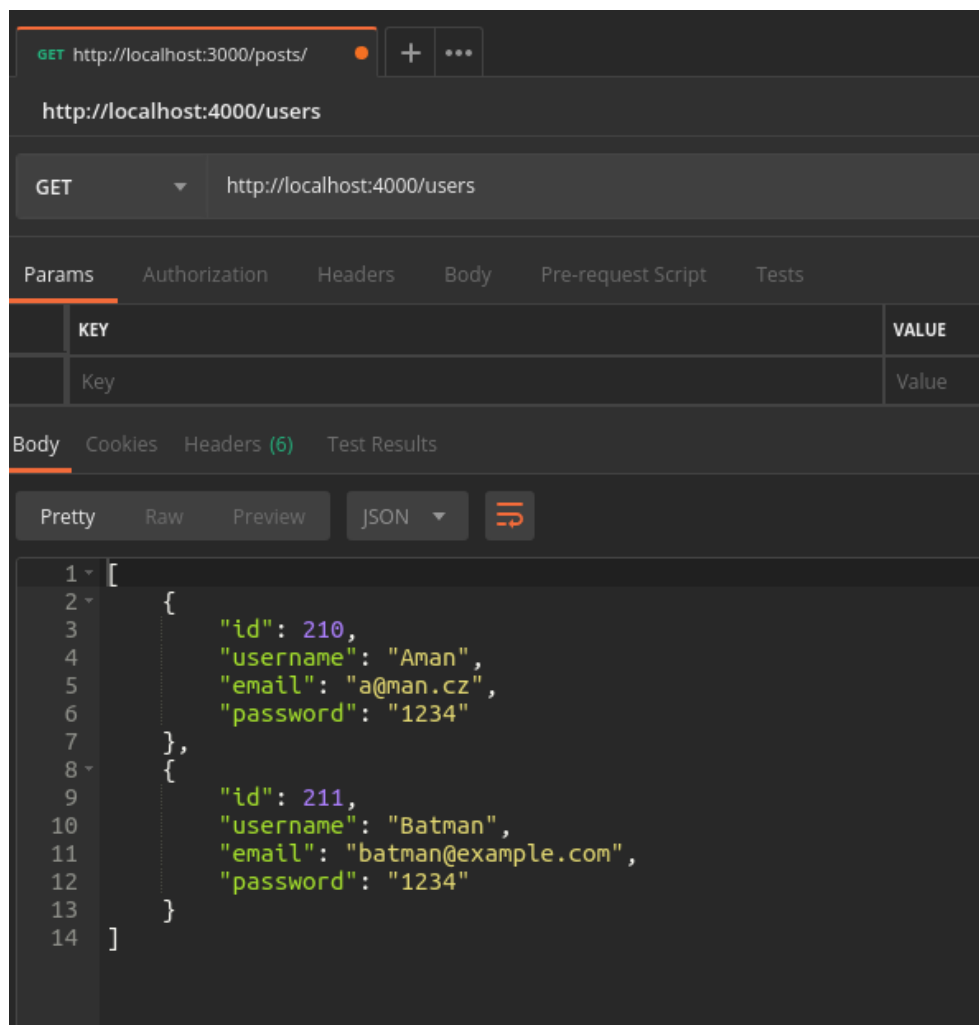 GET http://localhost:3000/posts/ + •••
http://localhost:4000/users
GET http://localhost:4000/users
Params Authorization Headers Body Pre-request Script Tests
KEY VALUE
Key Value
Body Cookies Headers (6) Test Results
Pretty Raw Preview JSON
1 [
2 {
3 "id": 210,
4 "username": "Aman",
5 "email": "a@man.cz",
6 "password": "1234"
7 },
8 {
9 "id": 211,
10 "username": "Batman",
11 "email": "batman@example.com",
12 "password": "1234"
13 }
14 ]